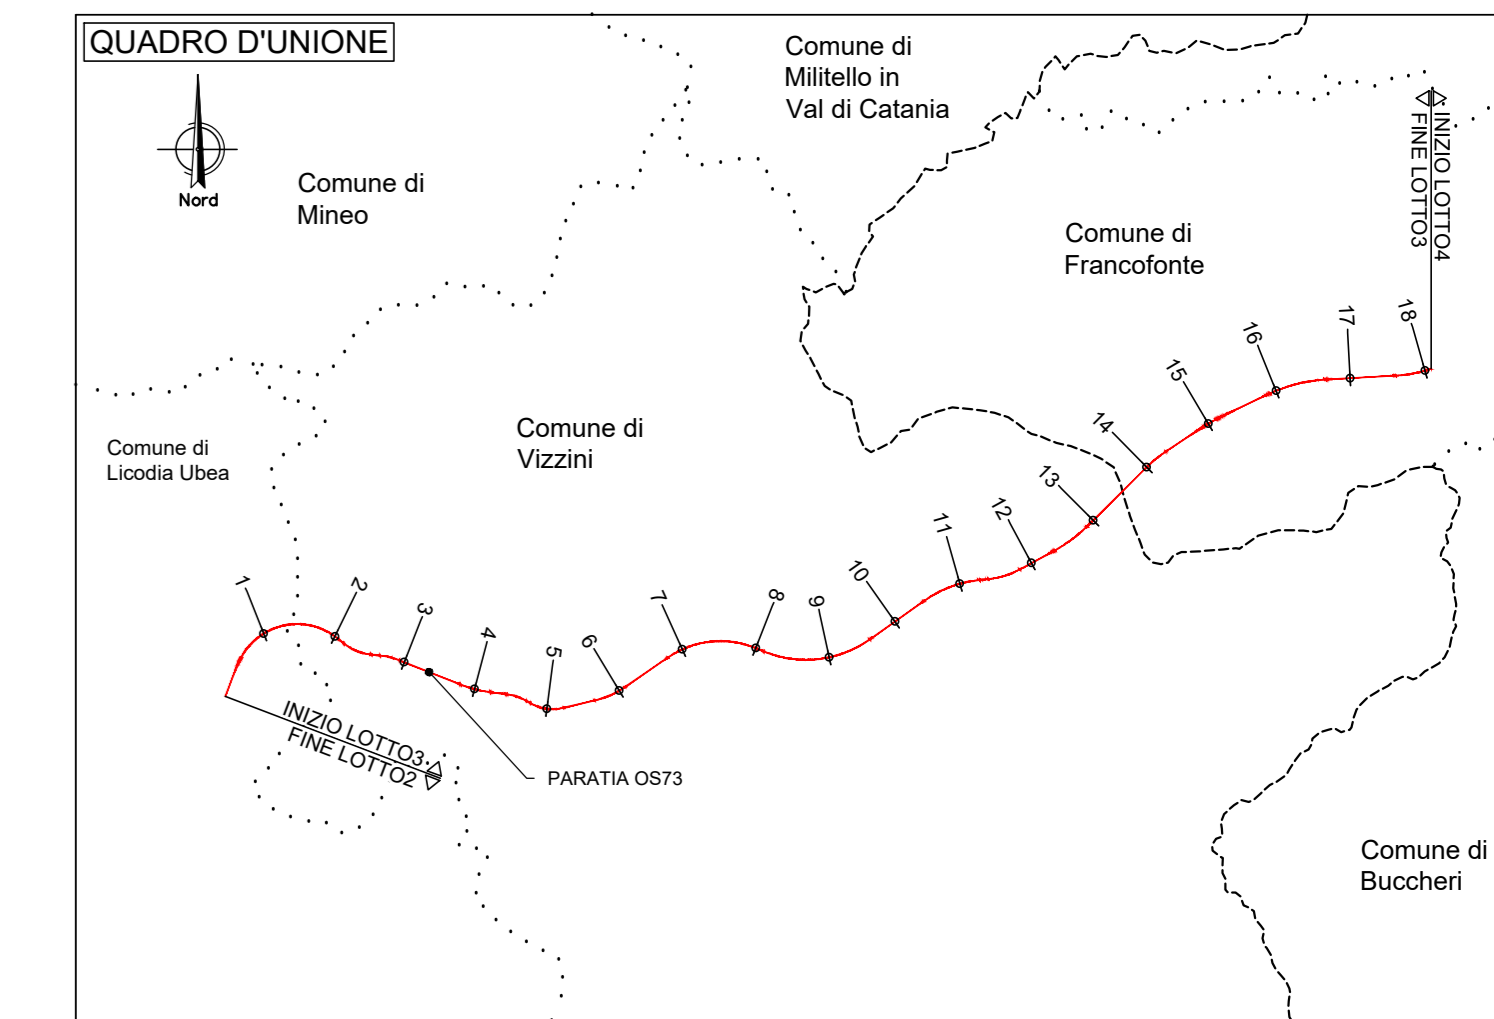 QUADRO D'UNIONE
Nord
Comune di
Mineo
Comune di
Militello in
Val di Catania
Comune di
Francofonte
INIZIO LOTTO4
FINE LOTTO3
Comune di
Licodia Ubea
Comune di
Vizzini
1
2
3
4
5
6
7
8
9
10
11
12
13
14
15
16
17
18
INIZIO LOTTO3
FINE LOTTO2
PARATIA OS73
Comune di
Buccheri